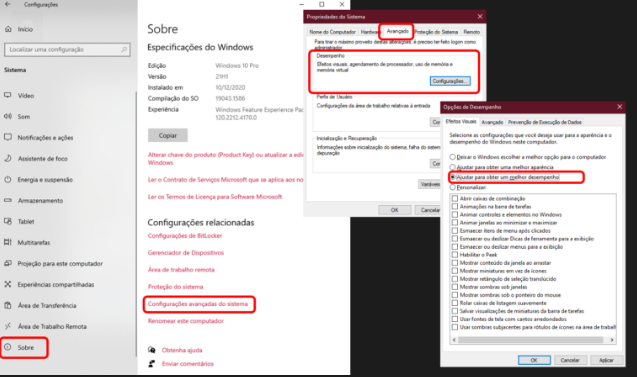 Configurações
Início
Localizar uma configuração
Sistema
Vídeo
Som
Notificações e ações
Assistente de foco
Energia e suspensão
Armazenamento
Tablet
Multitarefas
Projeção para este computador
Experiências compartilhadas
Área de Transferência
Área de Trabalho Remota
Sobre
Sobre
Especificações do Windows
Edição Windows 10 Pro
Versão 21H1
Instalado em 10/12/2020
Compilação do SO 19043.1586
Experiência Windows Feature Experience Pac
120.2212.4170.0
Copiar
Alterar chave do produto (Product Key) ou atualizar a edi
Windows
Ler o Contrato de Serviços Microsoft que se aplica aos no
Ler os Termos de Licença para Software Microsoft
Configurações relacionadas
Configurações de BitLocker
Gerenciador de Dispositivos
Área de trabalho remota
Proteção do sistema
Configurações avançadas do sistema
Renomear este computador
Obtenha ajuda
Enviar comentários
Propriedades do Sistema
Nome do Computador Hardware Avançado Proteção do Sistema Remoto
Para tirar o máximo proveito dessas alterações, é preciso ter feito logon como
administrador
Desempenho
Efeitos visuais, agendamento de processador, uso de memória e
memória virtual
Configurações...
Perfis de Usuário
Configurações da área de trabalho relativas à entrada
Co
Inicialização e Recuperação
Informações sobre inicialização do sistema, falha do sistem
depuração
Co
Variáveis
OK Cancelar
Opções de Desempenho
Efeitos Visuais Avançado Prevenção de Execução de Dados
Selecione as configurações que você deseja usar para a aparência e o
desempenho do Windows neste computador.
Deixar o Windows escolher a melhor opção para o computador
Ajustar para obter uma melhor aparência
Ajustar para obter um melhor desempenho
Personalizar:
Abrir caixas de combinação
Animações na barra de tarefas
Animar controles e elementos no Windows
Animar janelas ao minimizar e maximizar
Esmaecer itens de menu após clicados
Esmaecer ou deslizar Dicas de ferramenta para a exibição
Esmaecer ou deslizar menus para a exibição
Habilitar o Peek
Mostrar conteúdo da janela ao arrastar
Mostrar miniaturas em vez de ícones
Mostrar retângulo de seleção translúcido
Mostrar sombras sob janelas
Mostrar sombras sob o ponteiro do mouse
Rolar caixas de listagem suavemente
Salvar visualizações de miniaturas da barra de tarefas
Usar fontes de tela com cantos arredondados
Usar sombras subjacentes para rótulos de ícones na área de traball
OK Cancelar Aplicar